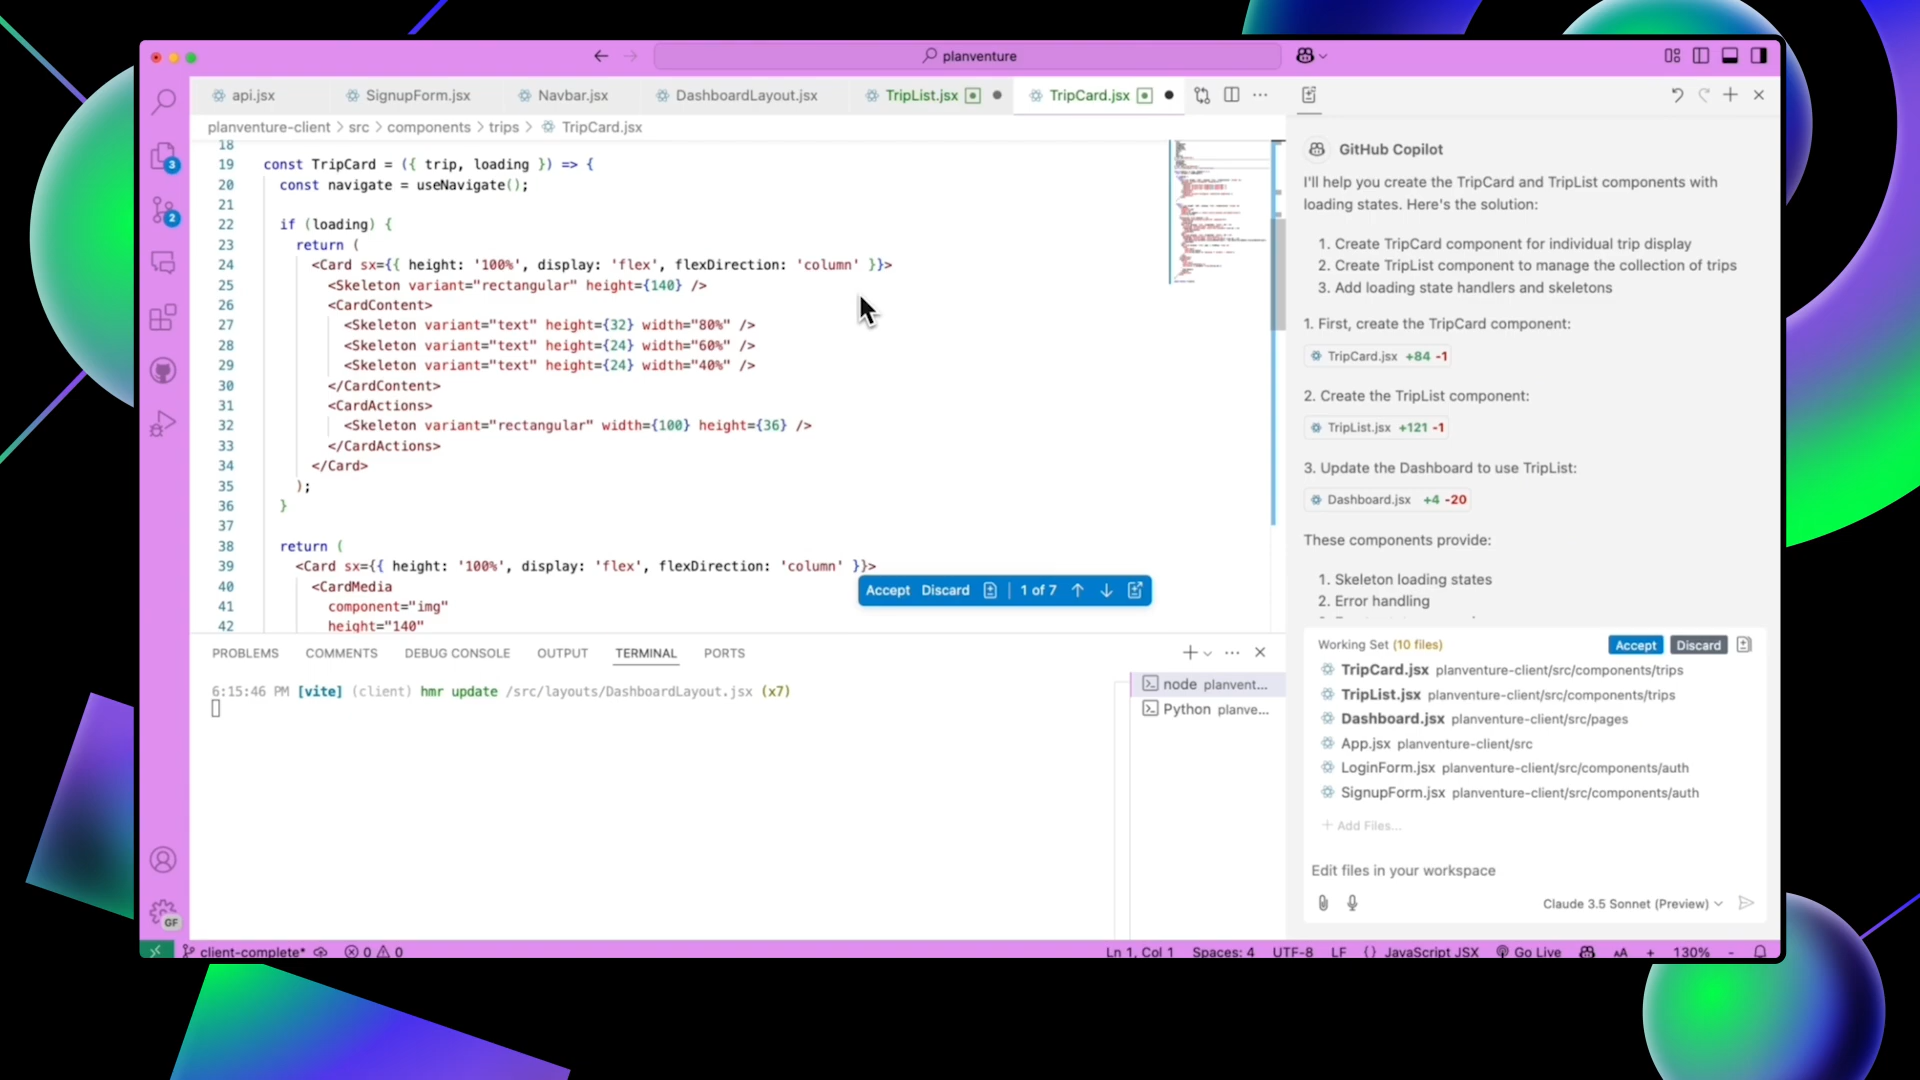 planventure
api.jsx
SignupForm.jsx
Navbar.jsx
DashboardLayout.jsx
TripList.jsx
TripCard.jsx
planventure-client > src > components > trips > TripCard.jsx
18
19 const TripCard = ({ trip, loading }) => {
20 const navigate = useNavigate();
21
22 if (loading) {
23 return (
24 <Card sx={{ height: '100%', display: 'flex', flexDirection: 'column' }}>
25 <Skeleton variant="rectangular" height={140} />
26 <CardContent>
27 <Skeleton variant="text" height={32} width="80%" />
28 <Skeleton variant="text" height={24} width="60%" />
29 <Skeleton variant="text" height={24} width="40%" />
30 </CardContent>
31 <CardActions>
32 <Skeleton variant="rectangular" width={100} height={36} />
33 </CardActions>
34 </Card>
35 );
36 }
37
38 return (
39 <Card sx={{ height: '100%', display: 'flex', flexDirection: 'column' }}>
40 <CardMedia
41 component="img"
42 height="140"
Accept Discard 1 of 7
3
2
GF
PROBLEMS COMMENTS DEBUG CONSOLE OUTPUT TERMINAL PORTS
6:15:46 PM [vite] (client) hmr update /src/layouts/DashboardLayout.jsx (x7)
node planvent...
Python planve...
GitHub Copilot
I'll help you create the TripCard and TripList components with
loading states. Here's the solution:
1. Create TripCard component for individual trip display
2. Create TripList component to manage the collection of trips
3. Add loading state handlers and skeletons
1. First, create the TripCard component:
TripCard.jsx +84 -1
2. Create the TripList component:
TripList.jsx +121 -1
3. Update the Dashboard to use TripList:
Dashboard.jsx +4 -20
These components provide:
1. Skeleton loading states
2. Error handling
Working Set (10 files) Accept Discard
TripCard.jsx planventure-client/src/components/trips
TripList.jsx planventure-client/src/components/trips
Dashboard.jsx planventure-client/src/pages
App.jsx planventure-client/src
LoginForm.jsx planventure-client/src/components/auth
SignupForm.jsx planventure-client/src/components/auth
+ Add Files...
Edit files in your workspace
Claude 3.5 Sonnet (Preview)
client-complete* 0 0
Ln 1, Col 1 Spaces: 4 UTF-8 LF {} JavaScript JSX Go Live AA + 130% -